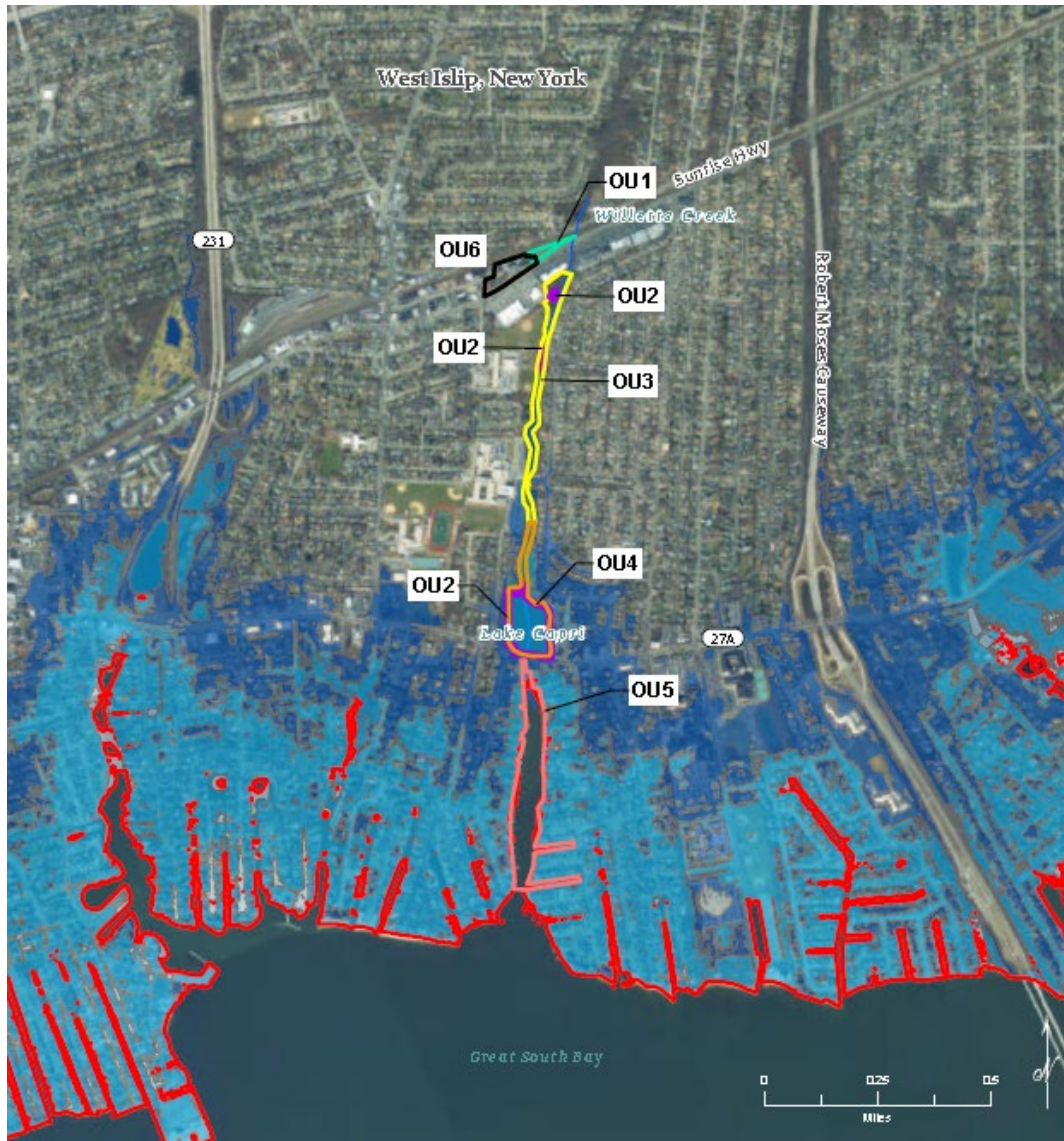 West Islip, New York
Sunrise Hwy
OU1
Willetts Creek
231
OU6
OU2
OU2
OU3
Robert Moses Causeway
OU4
OU2
Lake Capri
27A
OU5
Great South Bay
0
0.25
0.5
Miles
N